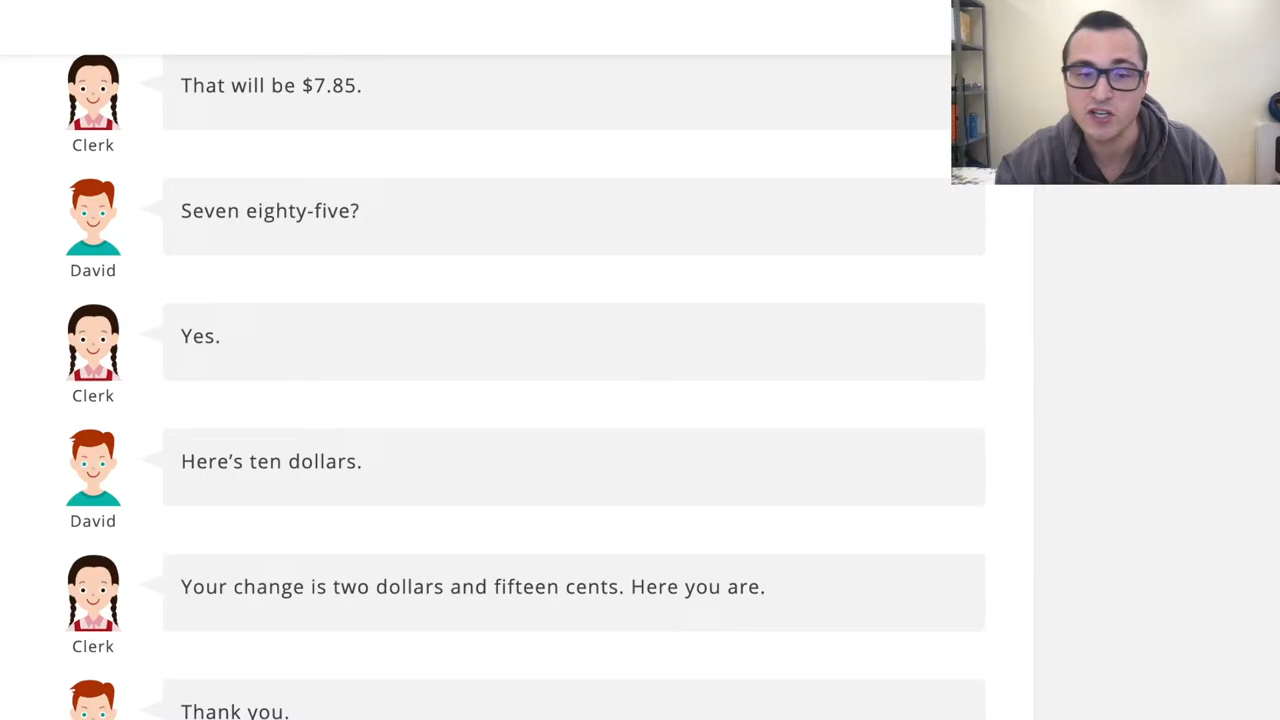 That will be $7.85.
Clerk
Seven eighty-five?
David
Yes.
Clerk
Here’s ten dollars.
David
Your change is two dollars and fifteen cents. Here you are.
Clerk
Thank you.